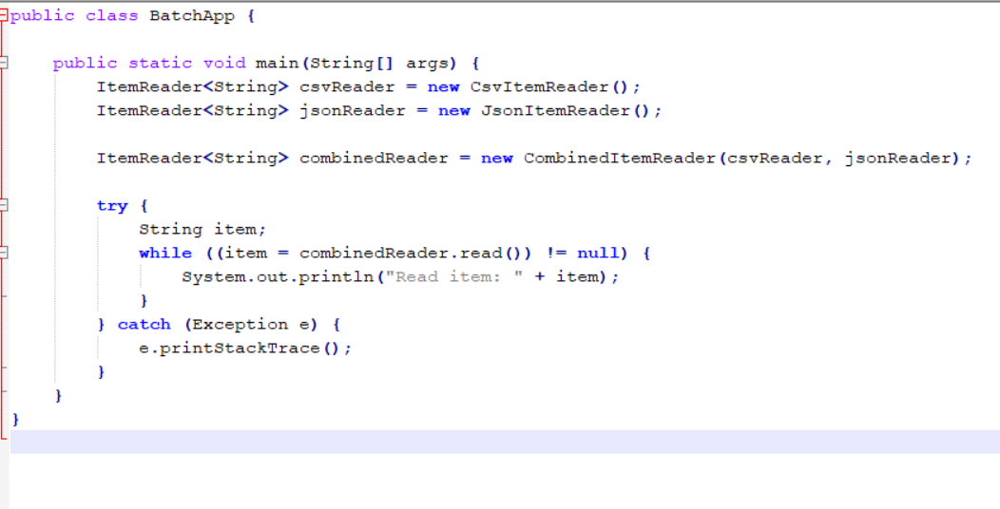 public class BatchApp {
    public static void main(String[] args) {
        ItemReader<String> csvReader = new CsvItemReader();
        ItemReader<String> jsonReader = new JsonItemReader();
        ItemReader<String> combinedReader = new CombinedItemReader(csvReader, jsonReader);
        try {
            String item;
            while ((item = combinedReader.read()) != null) {
                System.out.println("Read item: " + item);
            }
        } catch (Exception e) {
            e.printStackTrace();
        }
    }
}